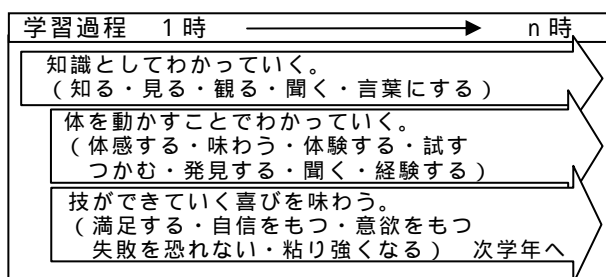 学習過程　１時　　　　　　ｎ時
知識としてわかっていく。
（知る・見る・観る・聞く・言葉にする）
体を動かすことでわかっていく。
（体感する・味わう・体験する・試す
つかむ・発見する・聞く・経験する）
技ができていく喜びを味わう。
（満足する・自信をもつ・意欲をもつ
失敗を恐れない・粘り強くなる）　次学年へ